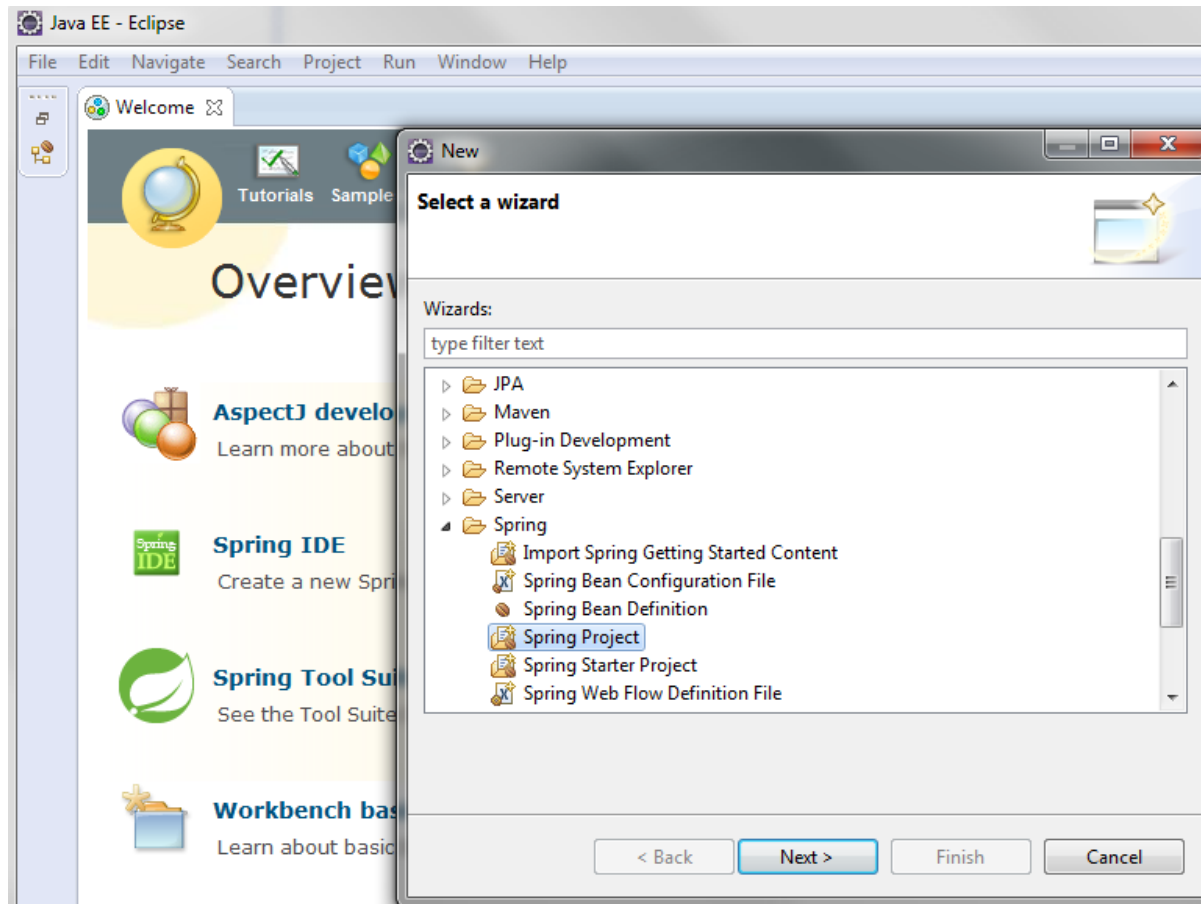 Java EE - Eclipse
File Edit Navigate Search Project Run Window Help
Welcome
Tutorials Sample
Overview
AspectJ develo
Learn more about
Spring IDE
Spring IDE
Create a new Spri
Spring Tool Sui
See the Tool Suite
Workbench bas
Learn about basic
New
Select a wizard
Wizards:
type filter text
JPA
Maven
Plug-in Development
Remote System Explorer
Server
Spring
Import Spring Getting Started Content
Spring Bean Configuration File
Spring Bean Definition
Spring Project
Spring Starter Project
Spring Web Flow Definition File
< Back Next > Finish Cancel